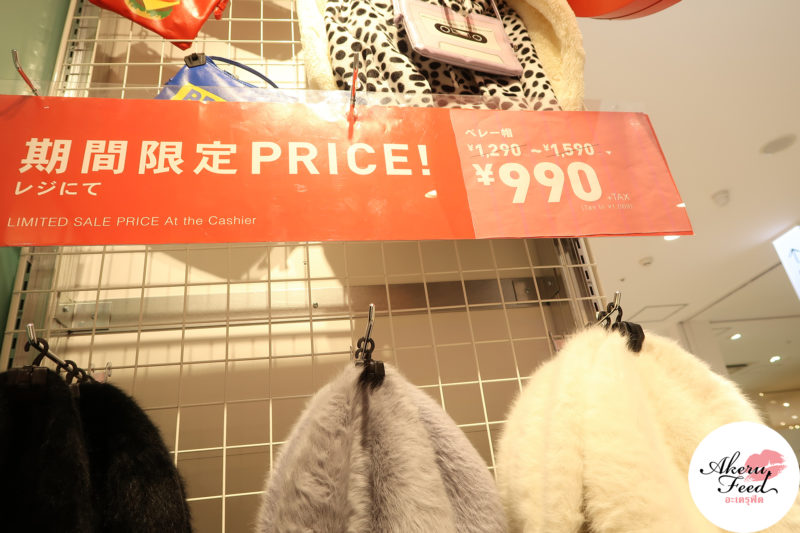 期間限定PRICE!
レジにて
LIMITED SALE PRICE At the Cashier
ベレー帽
¥1,290 ~¥1,590
¥990
+TAX
Akeru
Feed
อะเครุฟีด